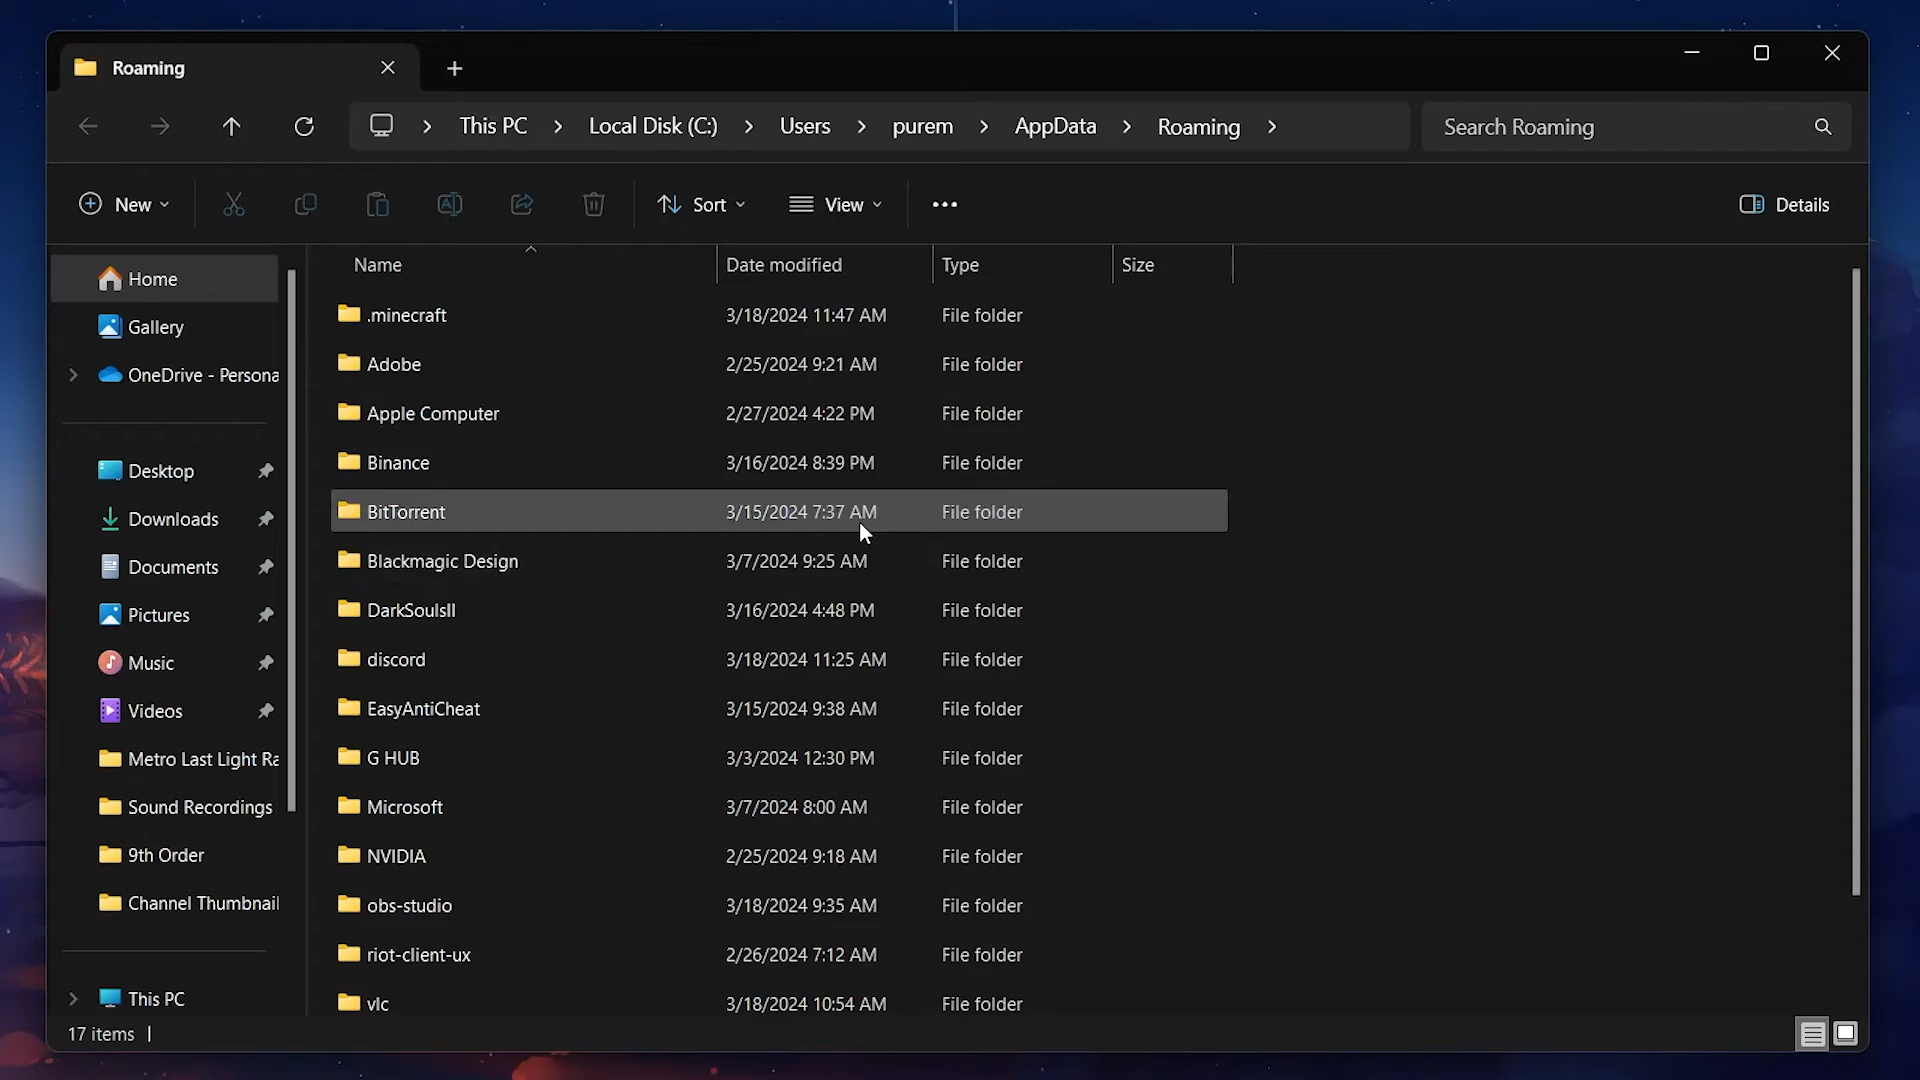 Roaming
This PC Local Disk (C:) Users purem AppData Roaming Search Roaming
New Sort View Details
Name Date modified Type Size
Home
Gallery
OneDrive - Persona
Desktop
Downloads
Documents
Pictures
Music
Videos
Metro Last Light Ra
Sound Recordings
9th Order
Channel Thumbnail
This PC
.minecraft 3/18/2024 11:47 AM File folder
Adobe 2/25/2024 9:21 AM File folder
Apple Computer 2/27/2024 4:22 PM File folder
Binance 3/16/2024 8:39 PM File folder
BitTorrent 3/15/2024 7:37 AM File folder
Blackmagic Design 3/7/2024 9:25 AM File folder
DarkSoulsII 3/16/2024 4:48 PM File folder
discord 3/18/2024 11:25 AM File folder
EasyAntiCheat 3/15/2024 9:38 AM File folder
G HUB 3/3/2024 12:30 PM File folder
Microsoft 3/7/2024 8:00 AM File folder
NVIDIA 2/25/2024 9:18 AM File folder
obs-studio 3/18/2024 9:35 AM File folder
riot-client-ux 2/26/2024 7:12 AM File folder
vlc 3/18/2024 10:54 AM File folder
17 items